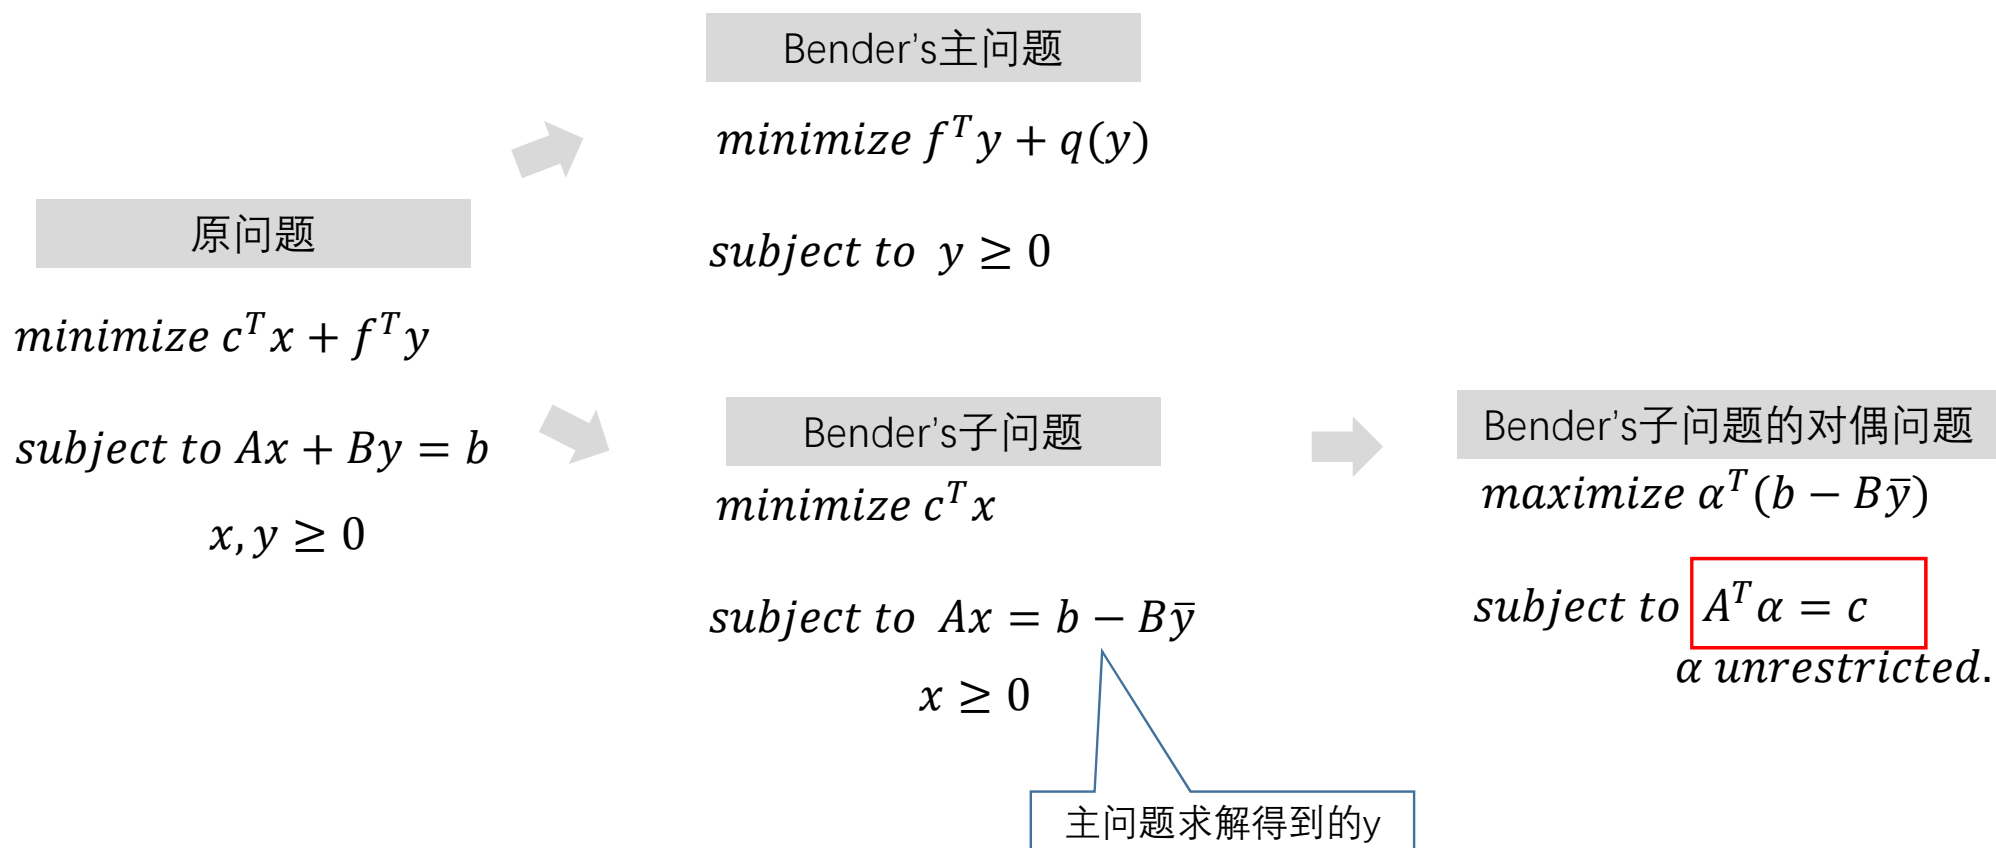 原问题
minimize c^T x + f^T y
subject to Ax + By = b
x, y ≥ 0
Bender's主问题
minimize f^T y + q(y)
subject to y ≥ 0
Bender's子问题
minimize c^T x
subject to Ax = b − Bȳ
x ≥ 0
主问题求解得到的y
Bender's子问题的对偶问题
maximize α^T (b − Bȳ)
subject to A^T α = c
α unrestricted.